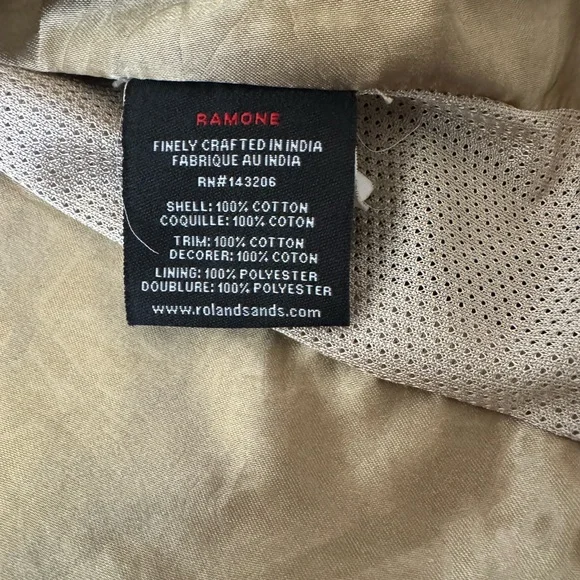 RAMONE
FINELY CRAFTED IN INDIA
FABRIQUE AU INDIA
RN#143206
SHELL: 100% COTTON
COQUILLE: 100% COTON
TRIM: 100% COTTON
DECORER: 100% COTON
LINING: 100% POLYESTER
DOUBLURE: 100% POLYESTER
www.rolandsands.com